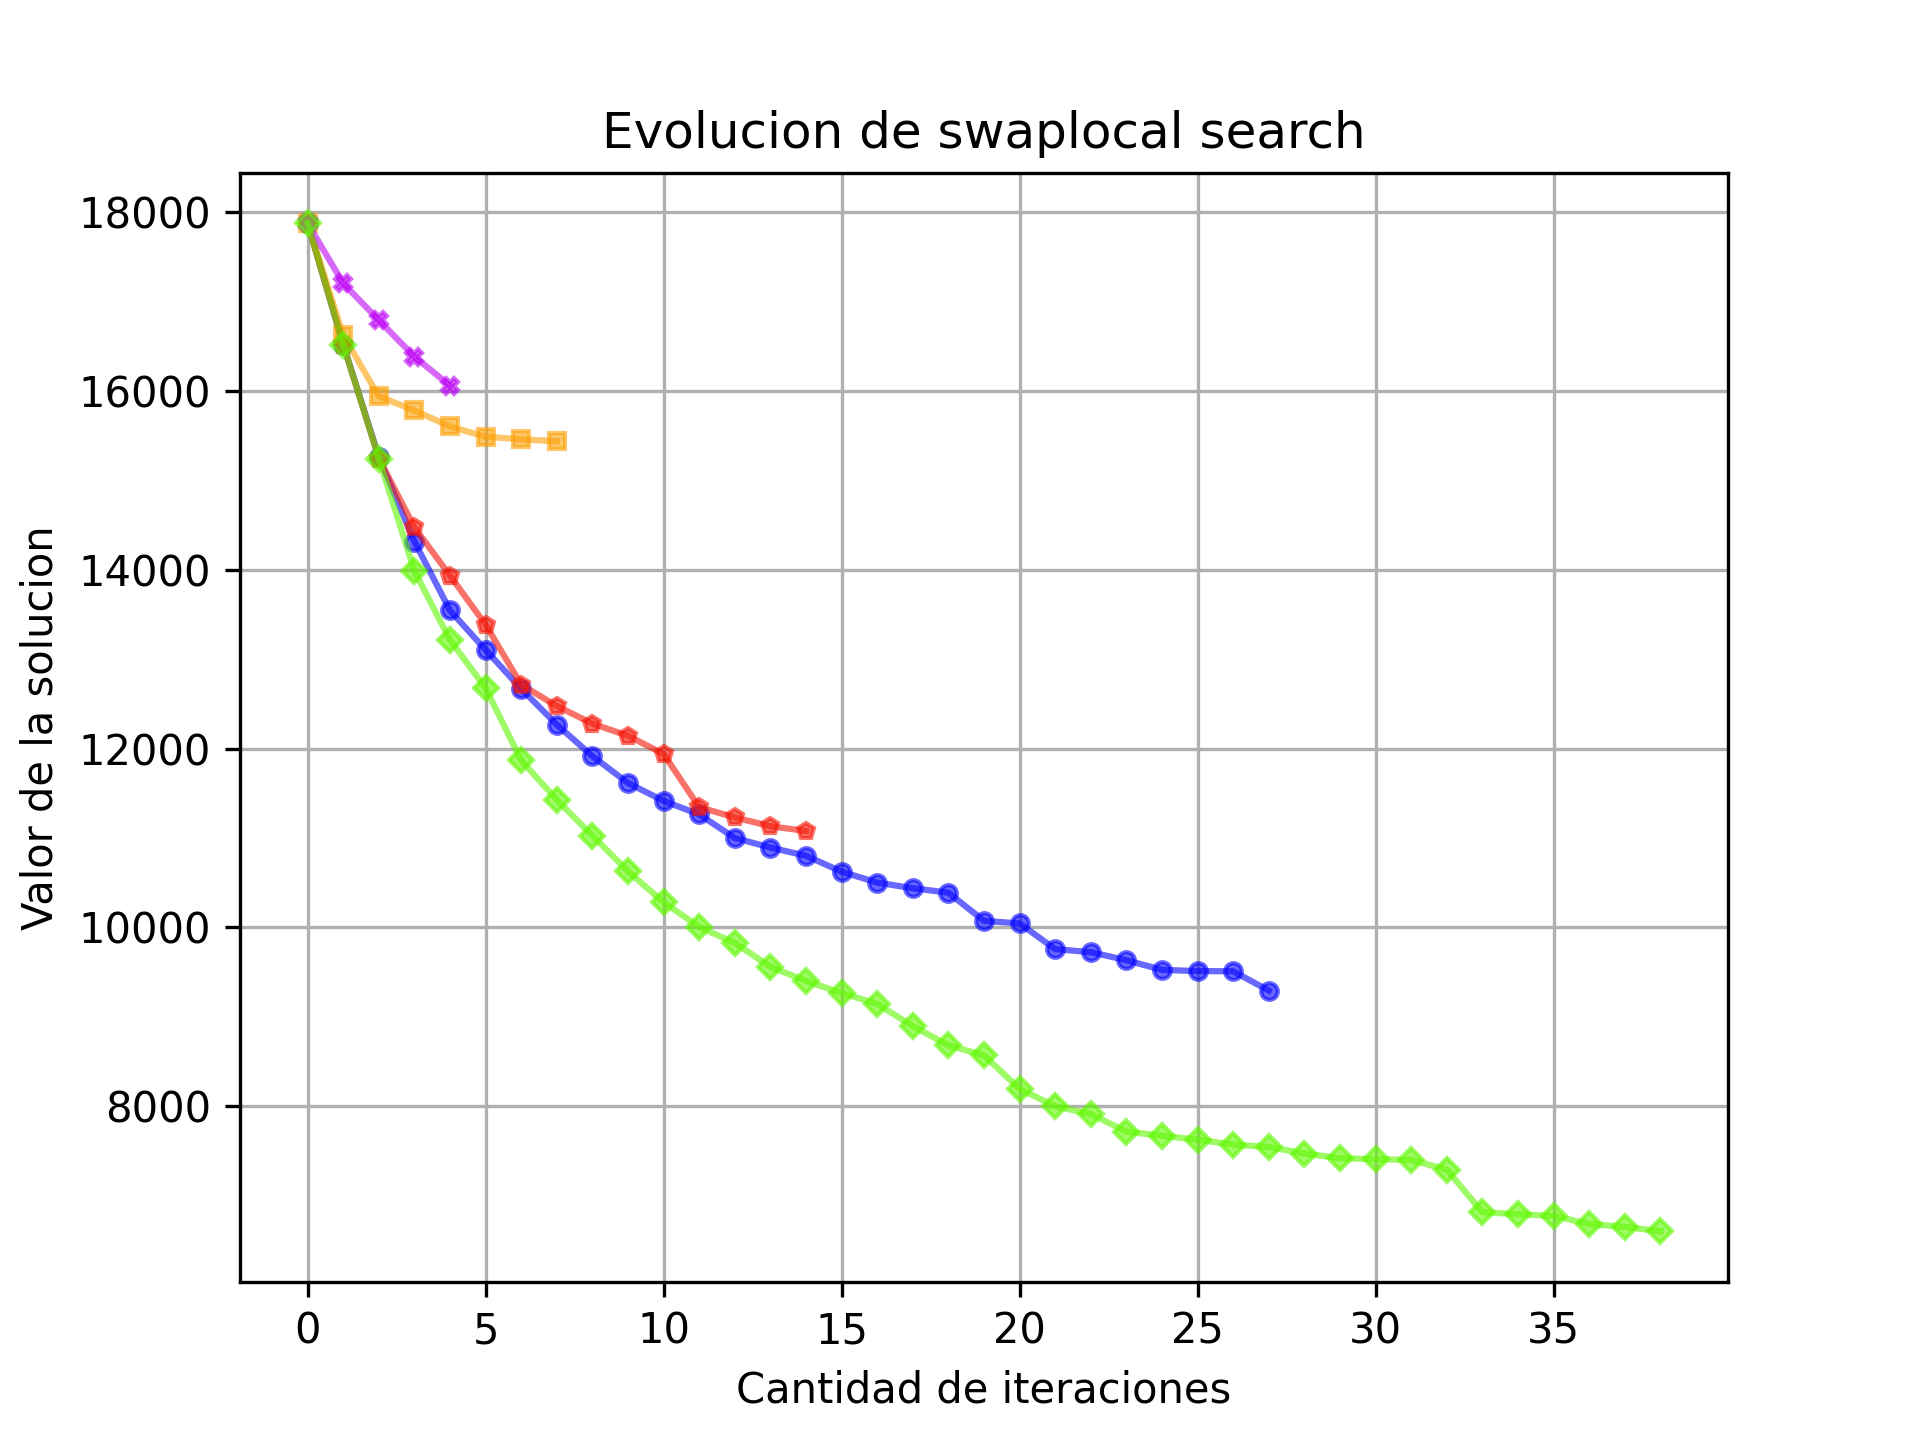 Evolucion de swaplocal search
18000
16000
14000
12000
10000
8000
Valor de la solucion
0 5 10 15 20 25 30 35
Cantidad de iteraciones